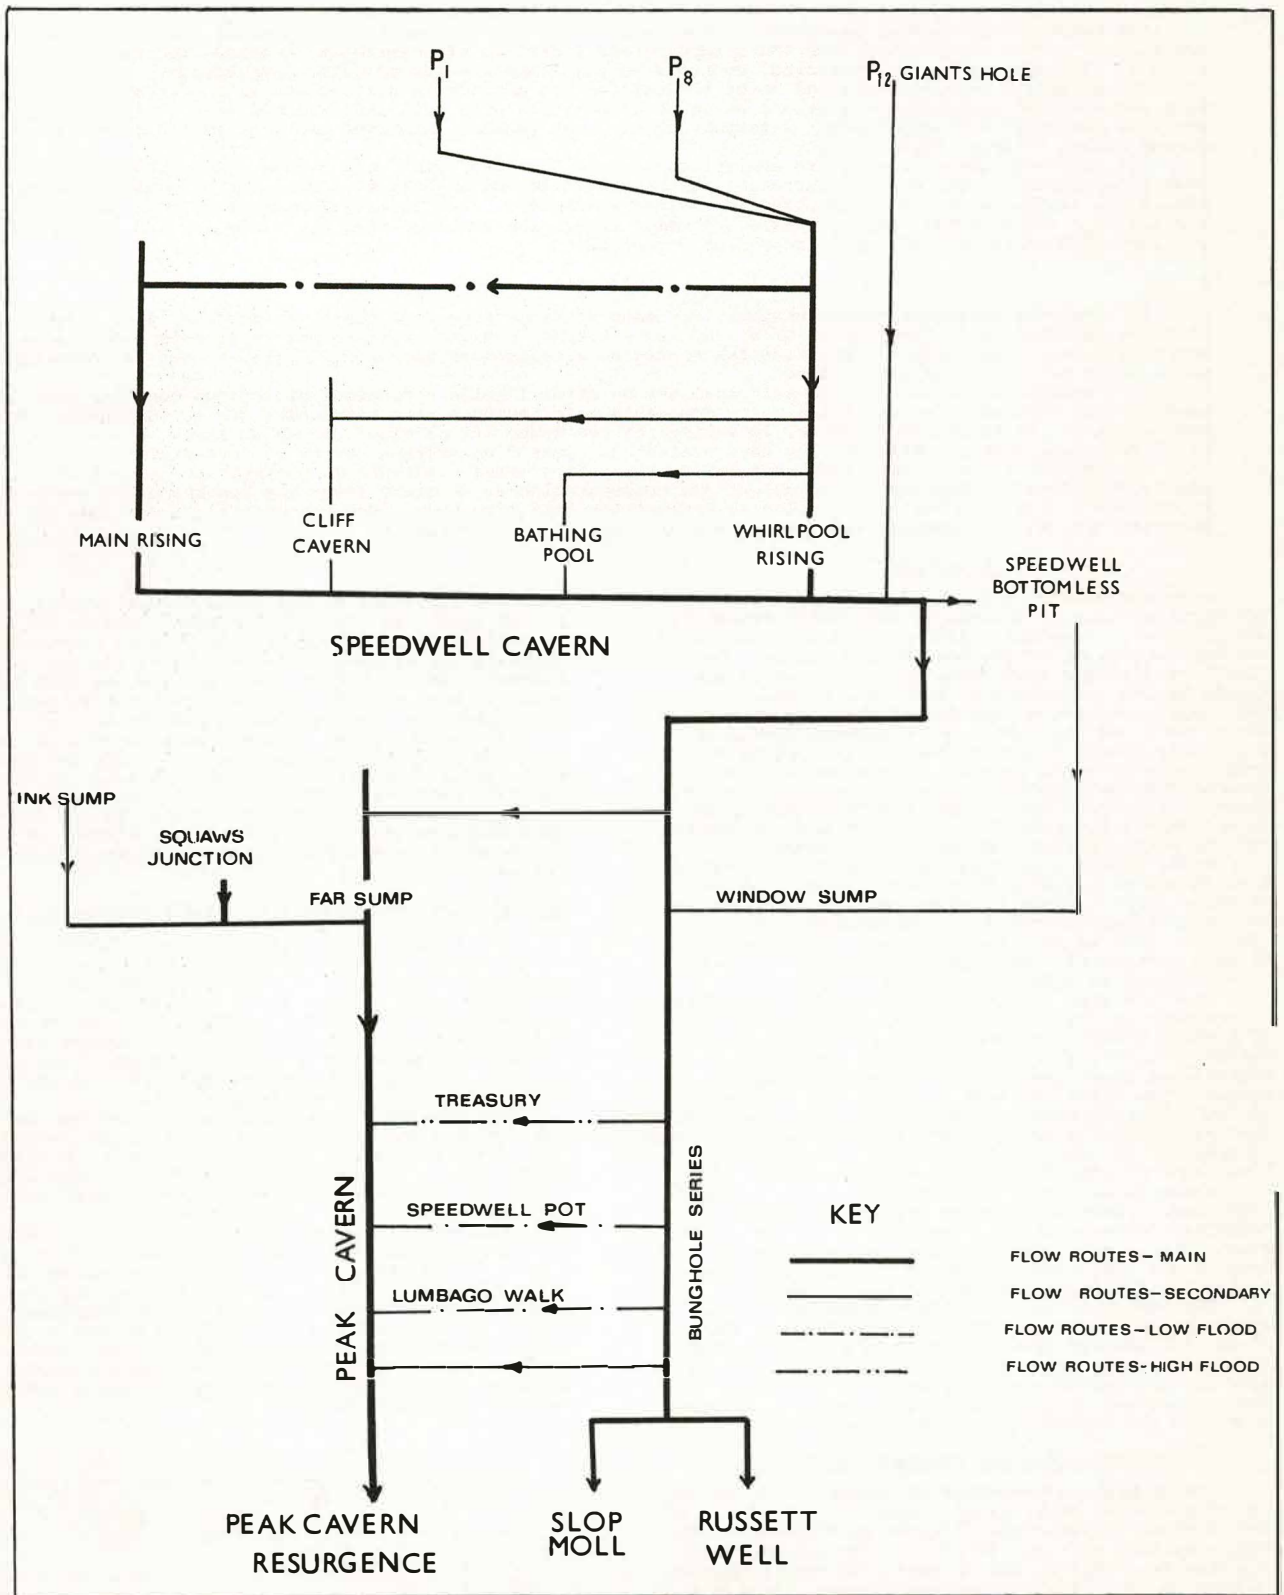 P1
P8
P12 GIANTS HOLE
MAIN RISING
CLIFF
CAVERN
BATHING
POOL
WHIRLPOOL
RISING
SPEEDWELL
BOTTOMLESS
PIT
SPEEDWELL CAVERN
INK SUMP
SQUAWS
JUNCTION
FAR SUMP
WINDOW SUMP
TREASURY
SPEEDWELL POT
LUMBAGO WALK
PEAK CAVERN
BUNGHOLE SERIES
KEY
FLOW ROUTES-MAIN
FLOW ROUTES-SECONDARY
FLOW ROUTES-LOW FLOOD
FLOW ROUTES-HIGH FLOOD
PEAK CAVERN
RESURGENCE
SLOP
MOLL
RUSSETT
WELL